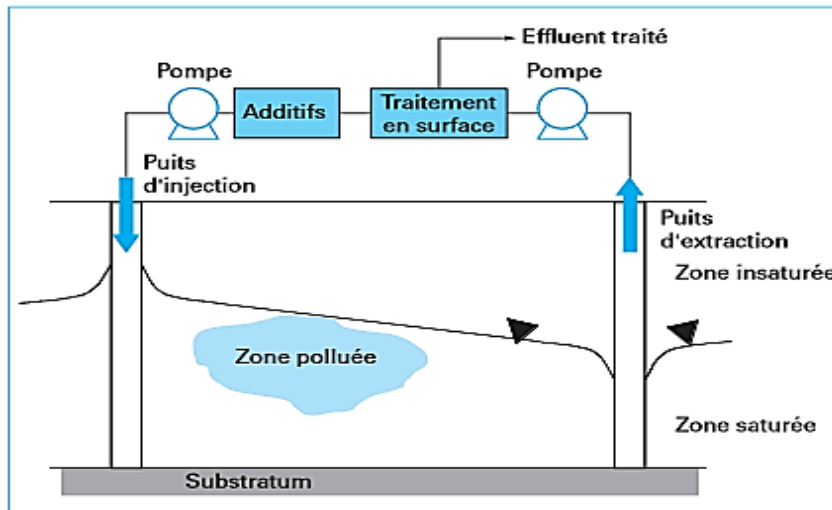 Effluent traité
Pompe
Pompe
Additifs
Traitement
en surface
Puits
d'injection
Puits
d'extraction
Zone insaturée
Zone polluée
Zone saturée
Substratum